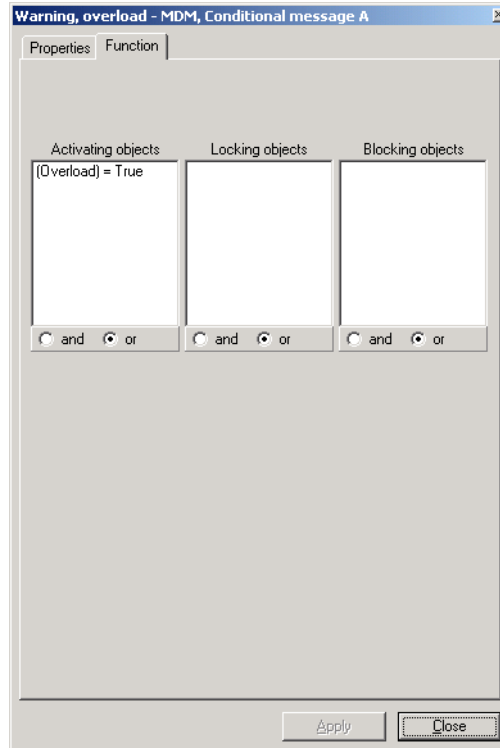 Warning, overload - MDM, Conditional message A
Properties Function
Activating objects Locking objects Blocking objects
(Overload) = True
and or and or and or
Apply Close